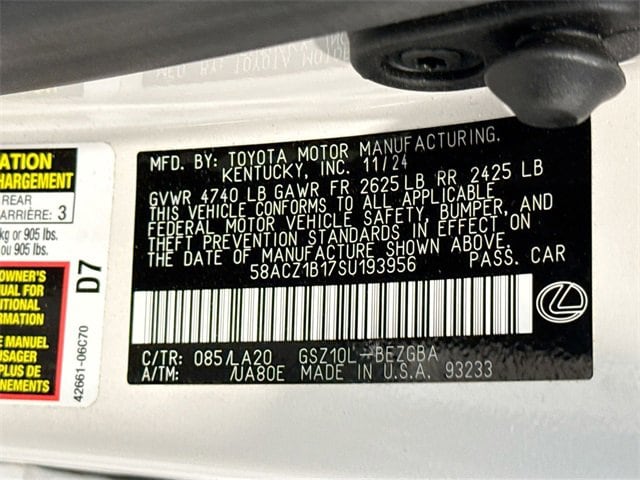 ATION
CHARGEMENT
REAR
ARRIÈRE: 3
kg or 905 lbs.
ou 905 lbs.
OWNER'S
UAL FOR
ITIONAL
RMATION
E MANUEL
USAGER
PLUS DE
NEMENTS
D7
42661-06C70
MFD. BY: TOYOTA MOTOR MANUFACTURING.
KENTUCKY, INC. 11/24
GVWR 4740 LB GAWR FR 2625 LB RR 2425 LB
THIS VEHICLE CONFORMS TO ALL APPLICABLE
FEDERAL MOTOR VEHICLE SAFETY, BUMPER, AND
THEFT PREVENTION STANDARDS IN EFFECT ON
THE DATE OF MANUFACTURE SHOWN ABOVE.
58ACZ1B17SU193956 PASS. CAR
C/TR: 085/LA20 GSZ10L-BEZGBA
A/TM: /UA80E MADE IN U.S.A. 93233